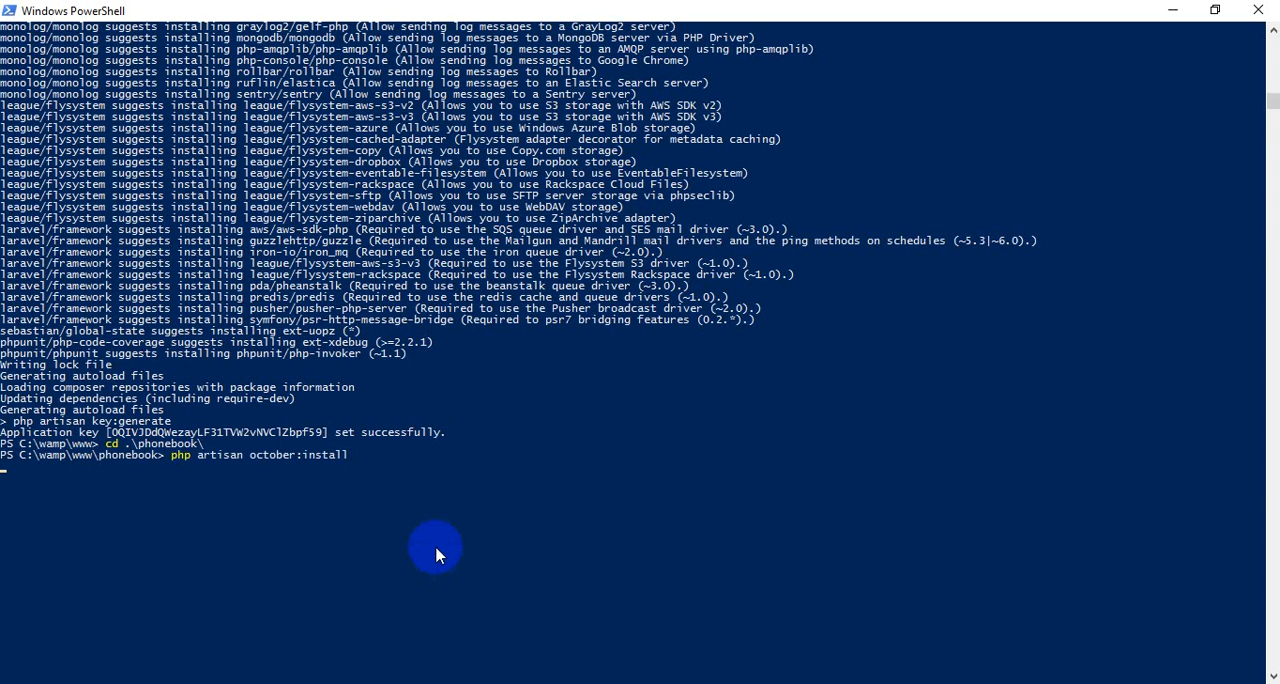 Windows PowerShell
monolog/monolog suggests installing graylog2/gelf-php (Allow sending log messages to a GrayLog2 server)
monolog/monolog suggests installing mongodb/mongodb (Allow sending log messages to a MongoDB server via PHP Driver)
monolog/monolog suggests installing php-amqplib/php-amqplib (Allow sending log messages to an AMQP server using php-amqplib)
monolog/monolog suggests installing php-console/php-console (Allow sending log messages to Google Chrome)
monolog/monolog suggests installing rollbar/rollbar (Allow sending log messages to Rollbar)
monolog/monolog suggests installing ruflin/elastica (Allow sending log messages to an Elastic Search server)
monolog/monolog suggests installing sentry/sentry (Allow sending log messages to a Sentry server)
league/flysystem suggests installing league/flysystem-aws-s3-v2 (Allows you to use S3 storage with AWS SDK v2)
league/flysystem suggests installing league/flysystem-aws-s3-v3 (Allows you to use S3 storage with AWS SDK v3)
league/flysystem suggests installing league/flysystem-azure (Allows you to use Windows Azure Blob storage)
league/flysystem suggests installing league/flysystem-cached-adapter (Flysystem adapter decorator for metadata caching)
league/flysystem suggests installing league/flysystem-copy (Allows you to use Copy.com storage)
league/flysystem suggests installing league/flysystem-dropbox (Allows you to use Dropbox storage)
league/flysystem suggests installing league/flysystem-eventable-filesystem (Allows you to use EventableFilesystem)
league/flysystem suggests installing league/flysystem-rackspace (Allows you to use Rackspace Cloud Files)
league/flysystem suggests installing league/flysystem-sftp (Allows you to use SFTP server storage via phpseclib)
league/flysystem suggests installing league/flysystem-webdav (Allows you to use WebDAV storage)
league/flysystem suggests installing league/flysystem-ziparchive (Allows you to use ZipArchive adapter)
laravel/framework suggests installing aws/aws-sdk-php (Required to use the SQS queue driver and SES mail driver (~3.0).)
laravel/framework suggests installing guzzlehttp/guzzle (Required to use the Mailgun and Mandrill mail drivers and the ping methods on schedules (~5.3|~6.0).)
laravel/framework suggests installing iron-io/iron_mq (Required to use the iron queue driver (~2.0).)
laravel/framework suggests installing league/flysystem-aws-s3-v3 (Required to use the Flysystem S3 driver (~1.0).)
laravel/framework suggests installing league/flysystem-rackspace (Required to use the Flysystem Rackspace driver (~1.0).)
laravel/framework suggests installing pda/pheanstalk (Required to use the beanstalk queue driver (~3.0).)
laravel/framework suggests installing predis/predis (Required to use the redis cache and queue drivers (~1.0).)
laravel/framework suggests installing pusher/pusher-php-server (Required to use the Pusher broadcast driver (~2.0).)
laravel/framework suggests installing symfony/psr-http-message-bridge (Required to psr7 bridging features (0.2.*).)
sebastian/global-state suggests installing ext-uopz (*)
phpunit/php-code-coverage suggests installing ext-xdebug (>=2.2.1)
phpunit/phpunit suggests installing phpunit/php-invoker (~1.1)
Writing lock file
Generating autoload files
Loading composer repositories with package information
Updating dependencies (including require-dev)
Generating autoload files
> php artisan key:generate
Application key [0QIVJDdQWezayLF31TVW2vNVClZbpf59] set successfully.
PS C:\wamp\www> cd .\phonebook\
PS C:\wamp\www\phonebook> php artisan october:install